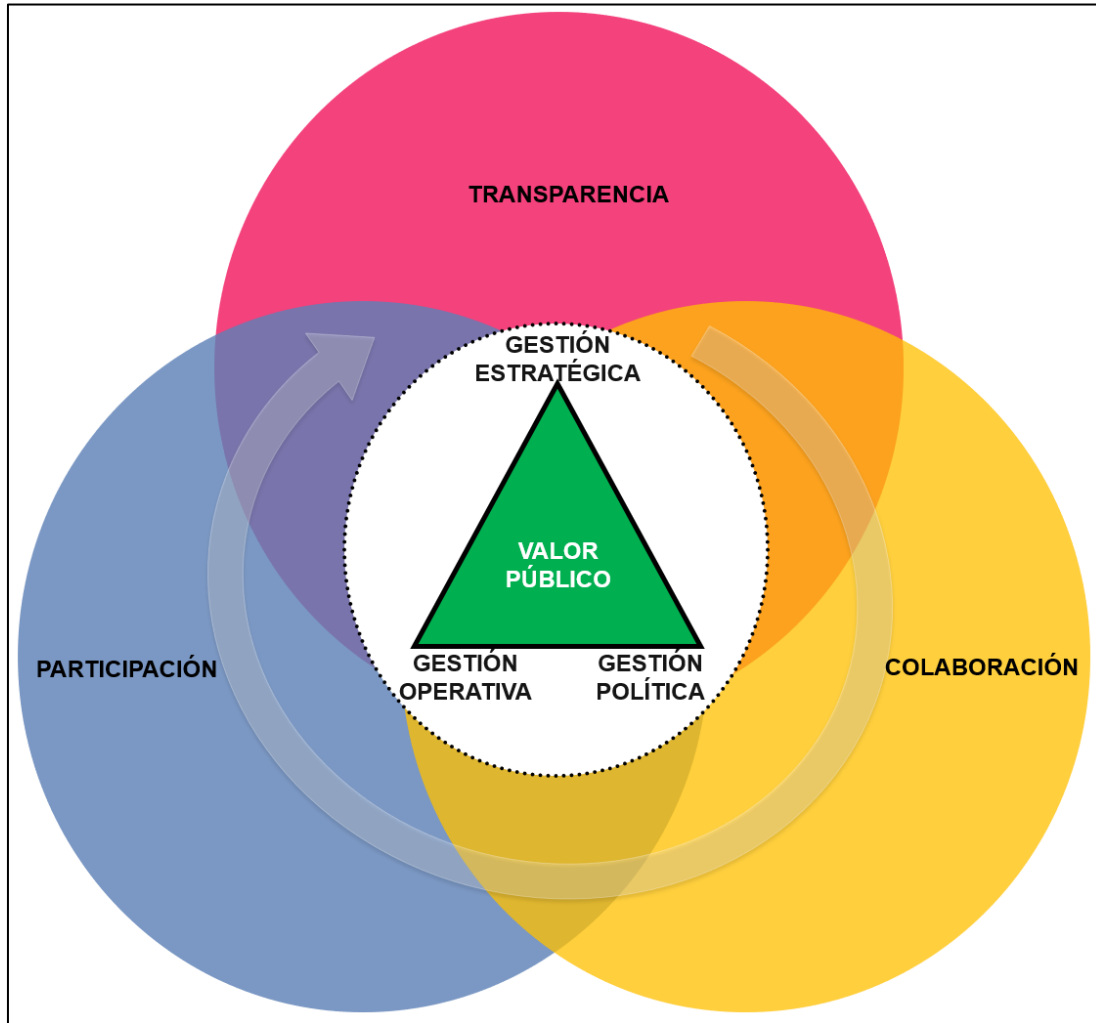 TRANSPARENCIA
GESTIÓN
ESTRATÉGICA
VALOR
PÚBLICO
PARTICIPACIÓN
GESTIÓN
OPERATIVA
GESTIÓN
POLÍTICA
COLABORACIÓN